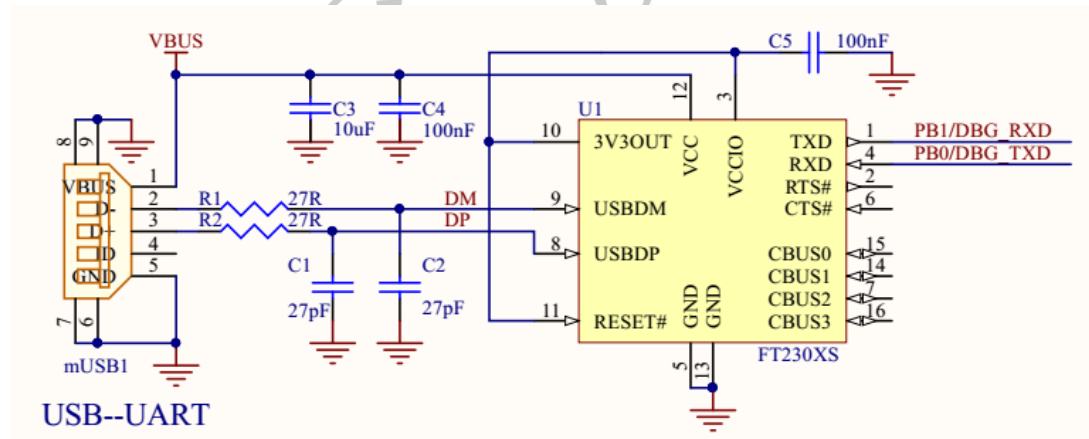 VBUS
C5 100nF
C3
10uF
C4
100nF
12
3
U1
8
9
10 3V3OUT
VCC
VCCIO
TXD 1 PB1/DBG_RXD
RXD 4 PB0/DBG_TXD
RTS# 2
CTS# 6
VBUS 1
D- 2 R1 27R DM 9 USBDM
D+ 3 R2 27R DP 8 USBDP
ID 4
GND 5
C1
27pF
C2
27pF
CBUS0 15
CBUS1 14
CBUS2 7
CBUS3 16
11 RESET#
GND
GND
5
13
7
6
mUSB1
FT230XS
USB--UART